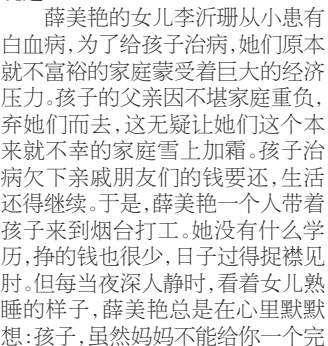 薛美艳的女儿李沂珊从小患有
白血病,为了给孩子治病,她们原本
就不富裕的家庭蒙受着巨大的经济
压力。孩子的父亲因不堪家庭重负,
弃她们而去,这无疑让她们这个本
来就不幸的家庭雪上加霜。孩子治
病欠下亲戚朋友们的钱要还,生活
还得继续。于是,薛美艳一个人带着
孩子来到烟台打工。她没有什么学
历,挣的钱也很少,日子过得捉襟见
肘。但每当夜深人静时,看着女儿熟
睡的样子,薛美艳总是在心里默默
想:孩子,虽然妈妈不能给你一个完